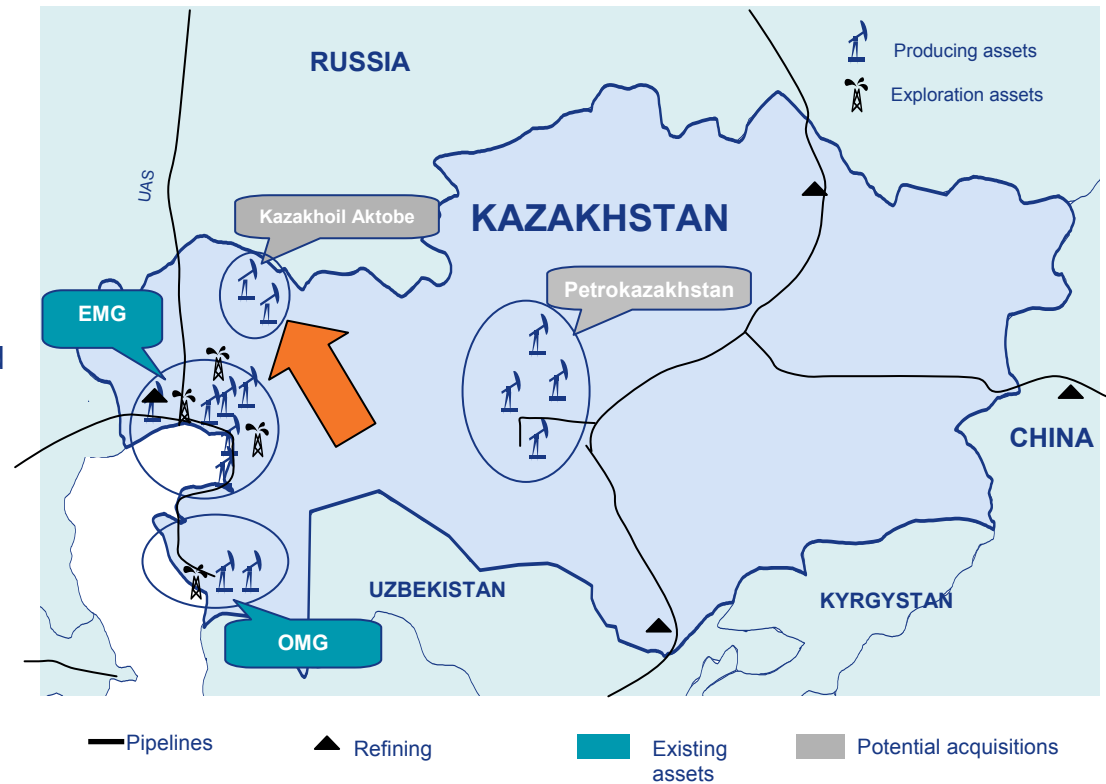 RUSSIA
Producing assets
Exploration assets
UAS
Kazakhoil Aktobe
KAZAKHSTAN
Petrokazakhstan
EMG
CHINA
UZBEKISTAN
KYRGYSTAN
OMG
Pipelines
Refining
Existing
assets
Potential acquisitions